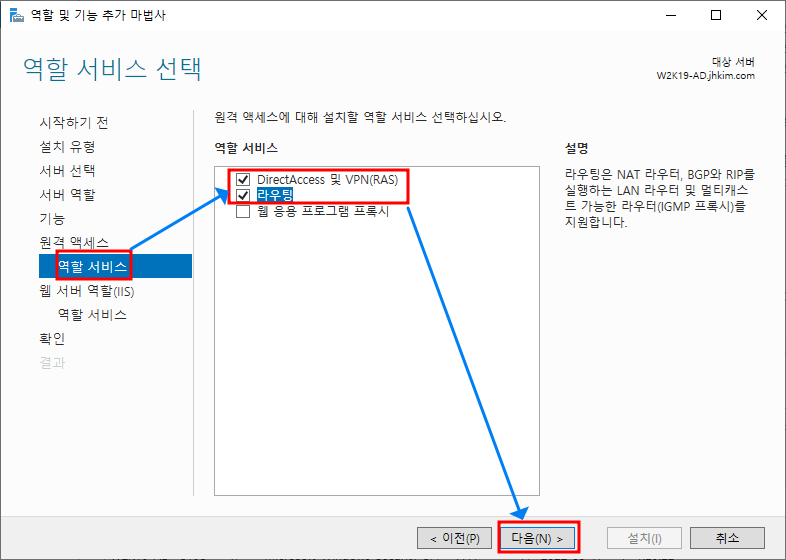 역할 및 기능 추가 마법사
역할 서비스 선택
대상 서버
W2K19-AD.jhkim.com
시작하기 전
설치 유형
서버 선택
서버 역할
기능
원격 액세스
역할 서비스
웹 서버 역할(IIS)
역할 서비스
확인
결과
원격 액세스에 대해 설치할 역할 서비스 선택하십시오.
역할 서비스
DirectAccess 및 VPN(RAS)
라우팅
웹 응용 프로그램 프록시
설명
라우팅은 NAT 라우터, BGP와 RIP를
실행하는 LAN 라우터 및 멀티캐스
트 가능한 라우터(IGMP 프록시)를
지원합니다.
< 이전(P)
다음(N) >
설치(I)
취소